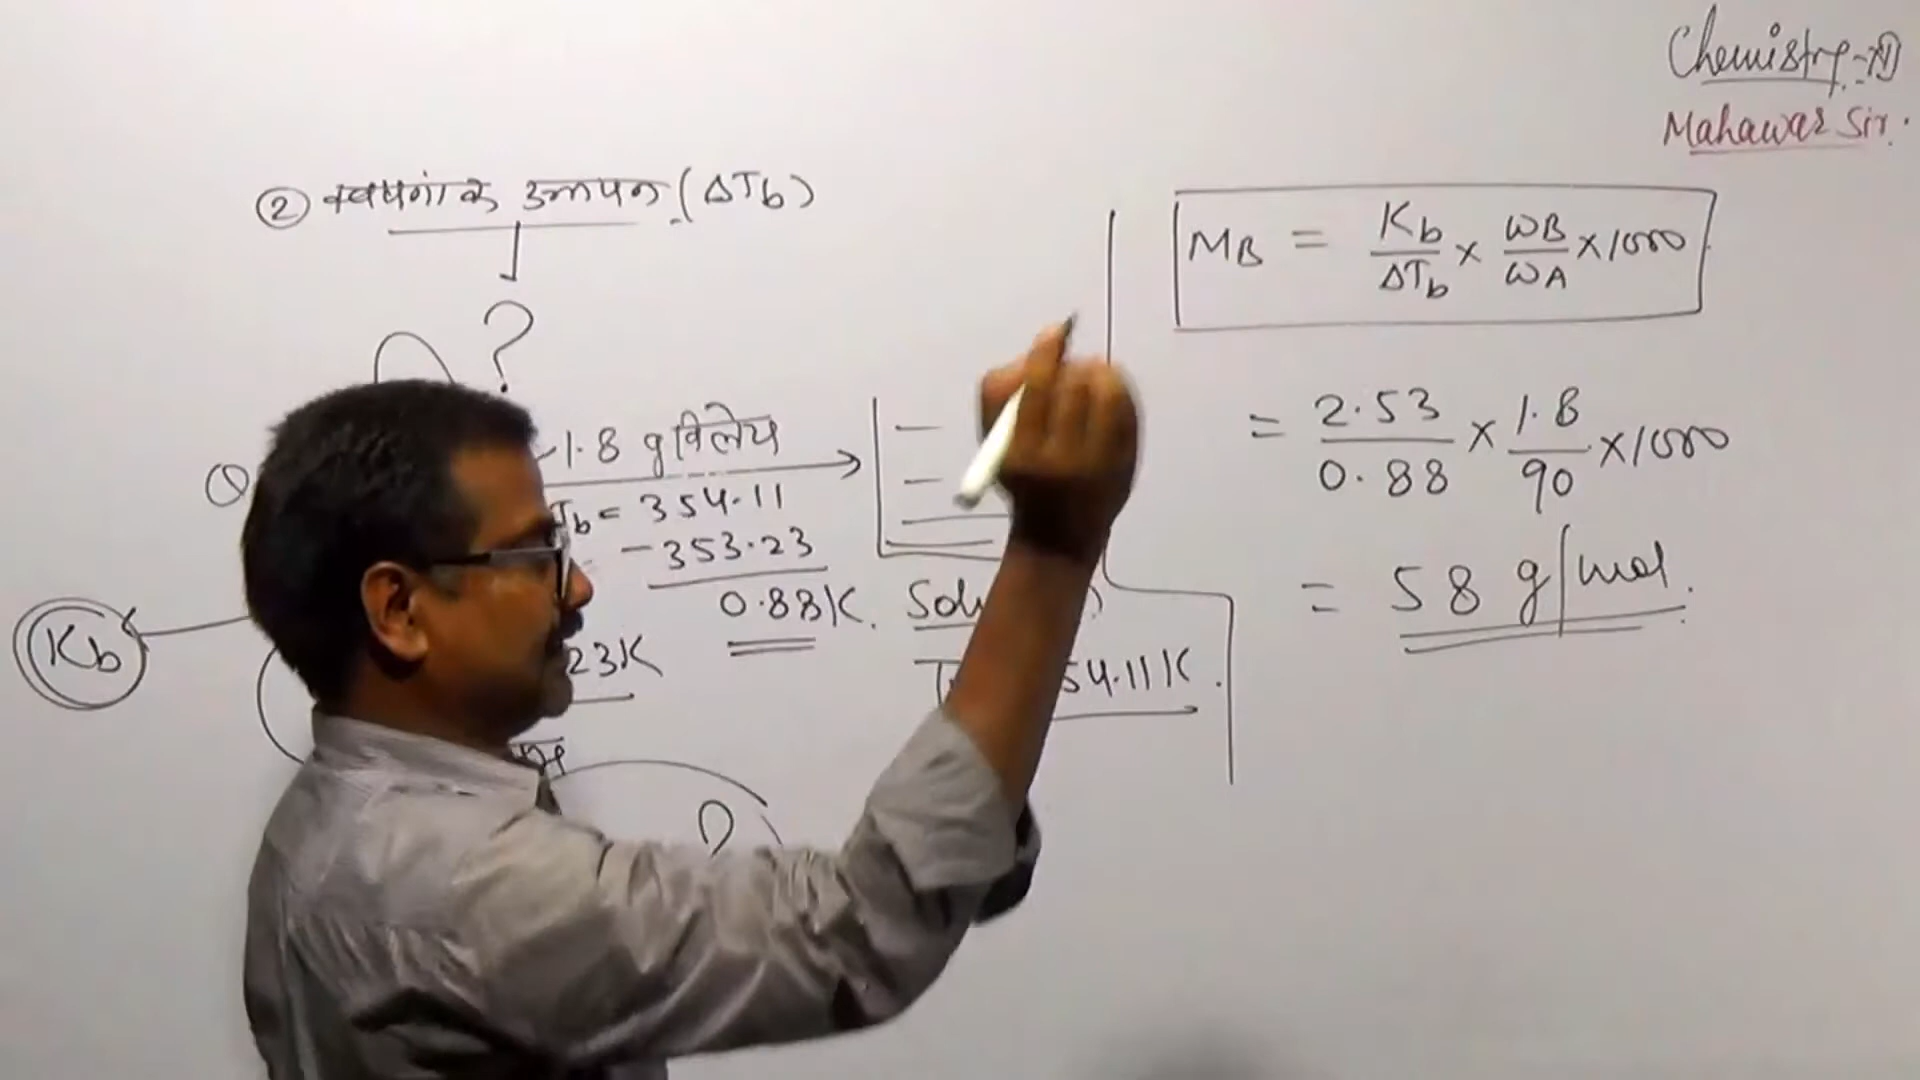 Chemistry-XII
Mahawar Sir.
② क्वथनांक उन्नयन (ΔTb)
?
1.8 g विलेय
Tb = 354.11
= -353.23
0.88K.
Kb
23K
54.11K.
MB = Kb/ΔTb × WB/WA × 1000
= 2.53/0.88 × 1.8/90 × 1000
= 58 g/mol.